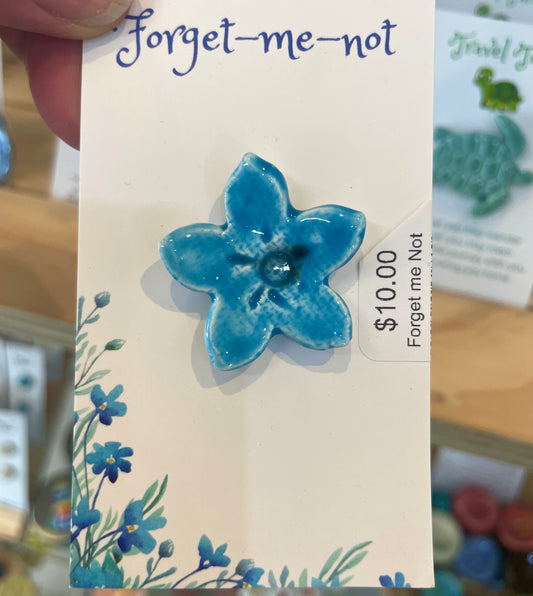 Forget-me-not
Travel
$10.00
Forget me Not